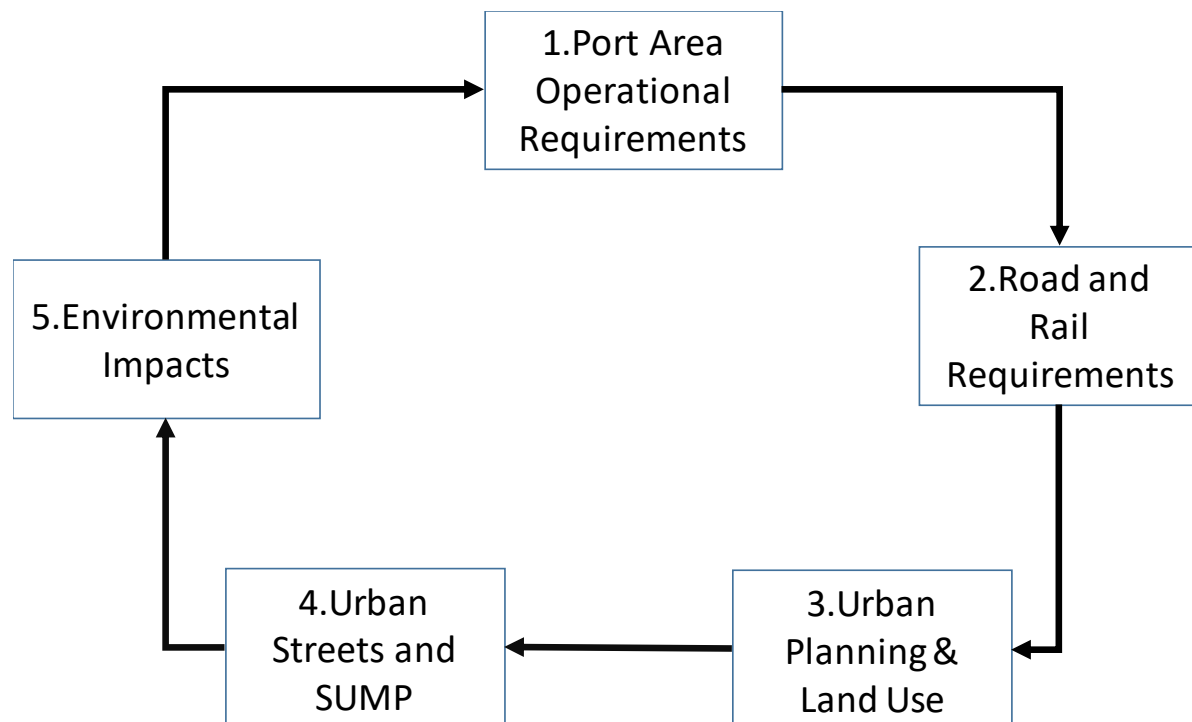 1.Port Area
Operational
Requirements
2.Road and
Rail
Requirements
3.Urban
Planning &
Land Use
4.Urban
Streets and
SUMP
5.Environmental
Impacts